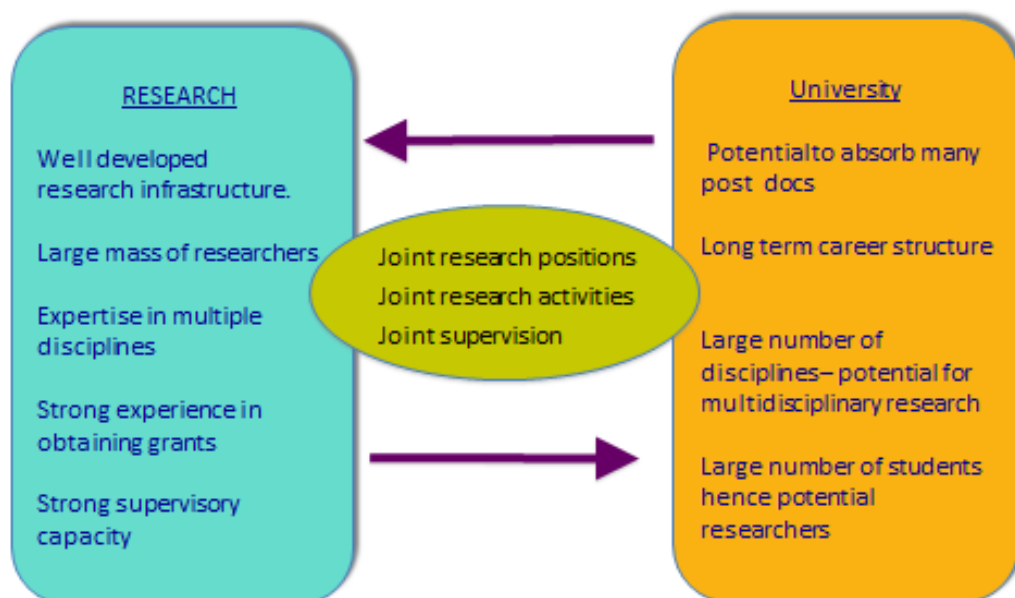 RESEARCH
Well developed
research infrastructure.
Large mass of researchers
Expertise in multiple
disciplines
Strong experience in
obtaining grants
Strong supervisory
capacity
Joint research positions
Joint research activities
Joint supervision
University
Potential to absorb many
post docs
Long term career structure
Large number of
disciplines– potential for
multidisciplinary research
Large number of students
hence potential
researchers